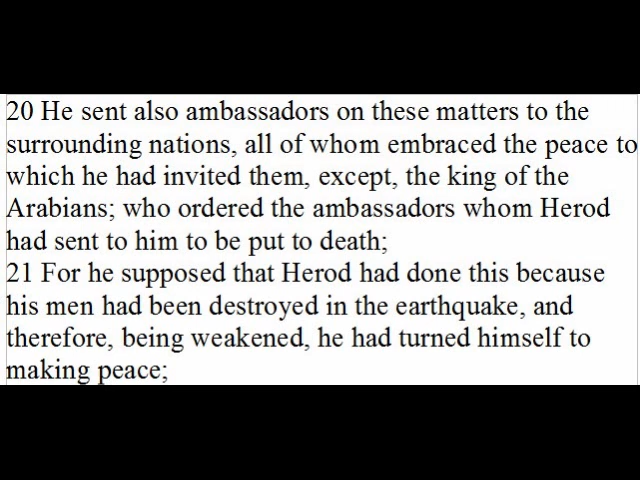 20 He sent also ambassadors on these matters to the
surrounding nations, all of whom embraced the peace to
which he had invited them, except, the king of the
Arabians; who ordered the ambassadors whom Herod
had sent to him to be put to death;
21 For he supposed that Herod had done this because
his men had been destroyed in the earthquake, and
therefore, being weakened, he had turned himself to
making peace;